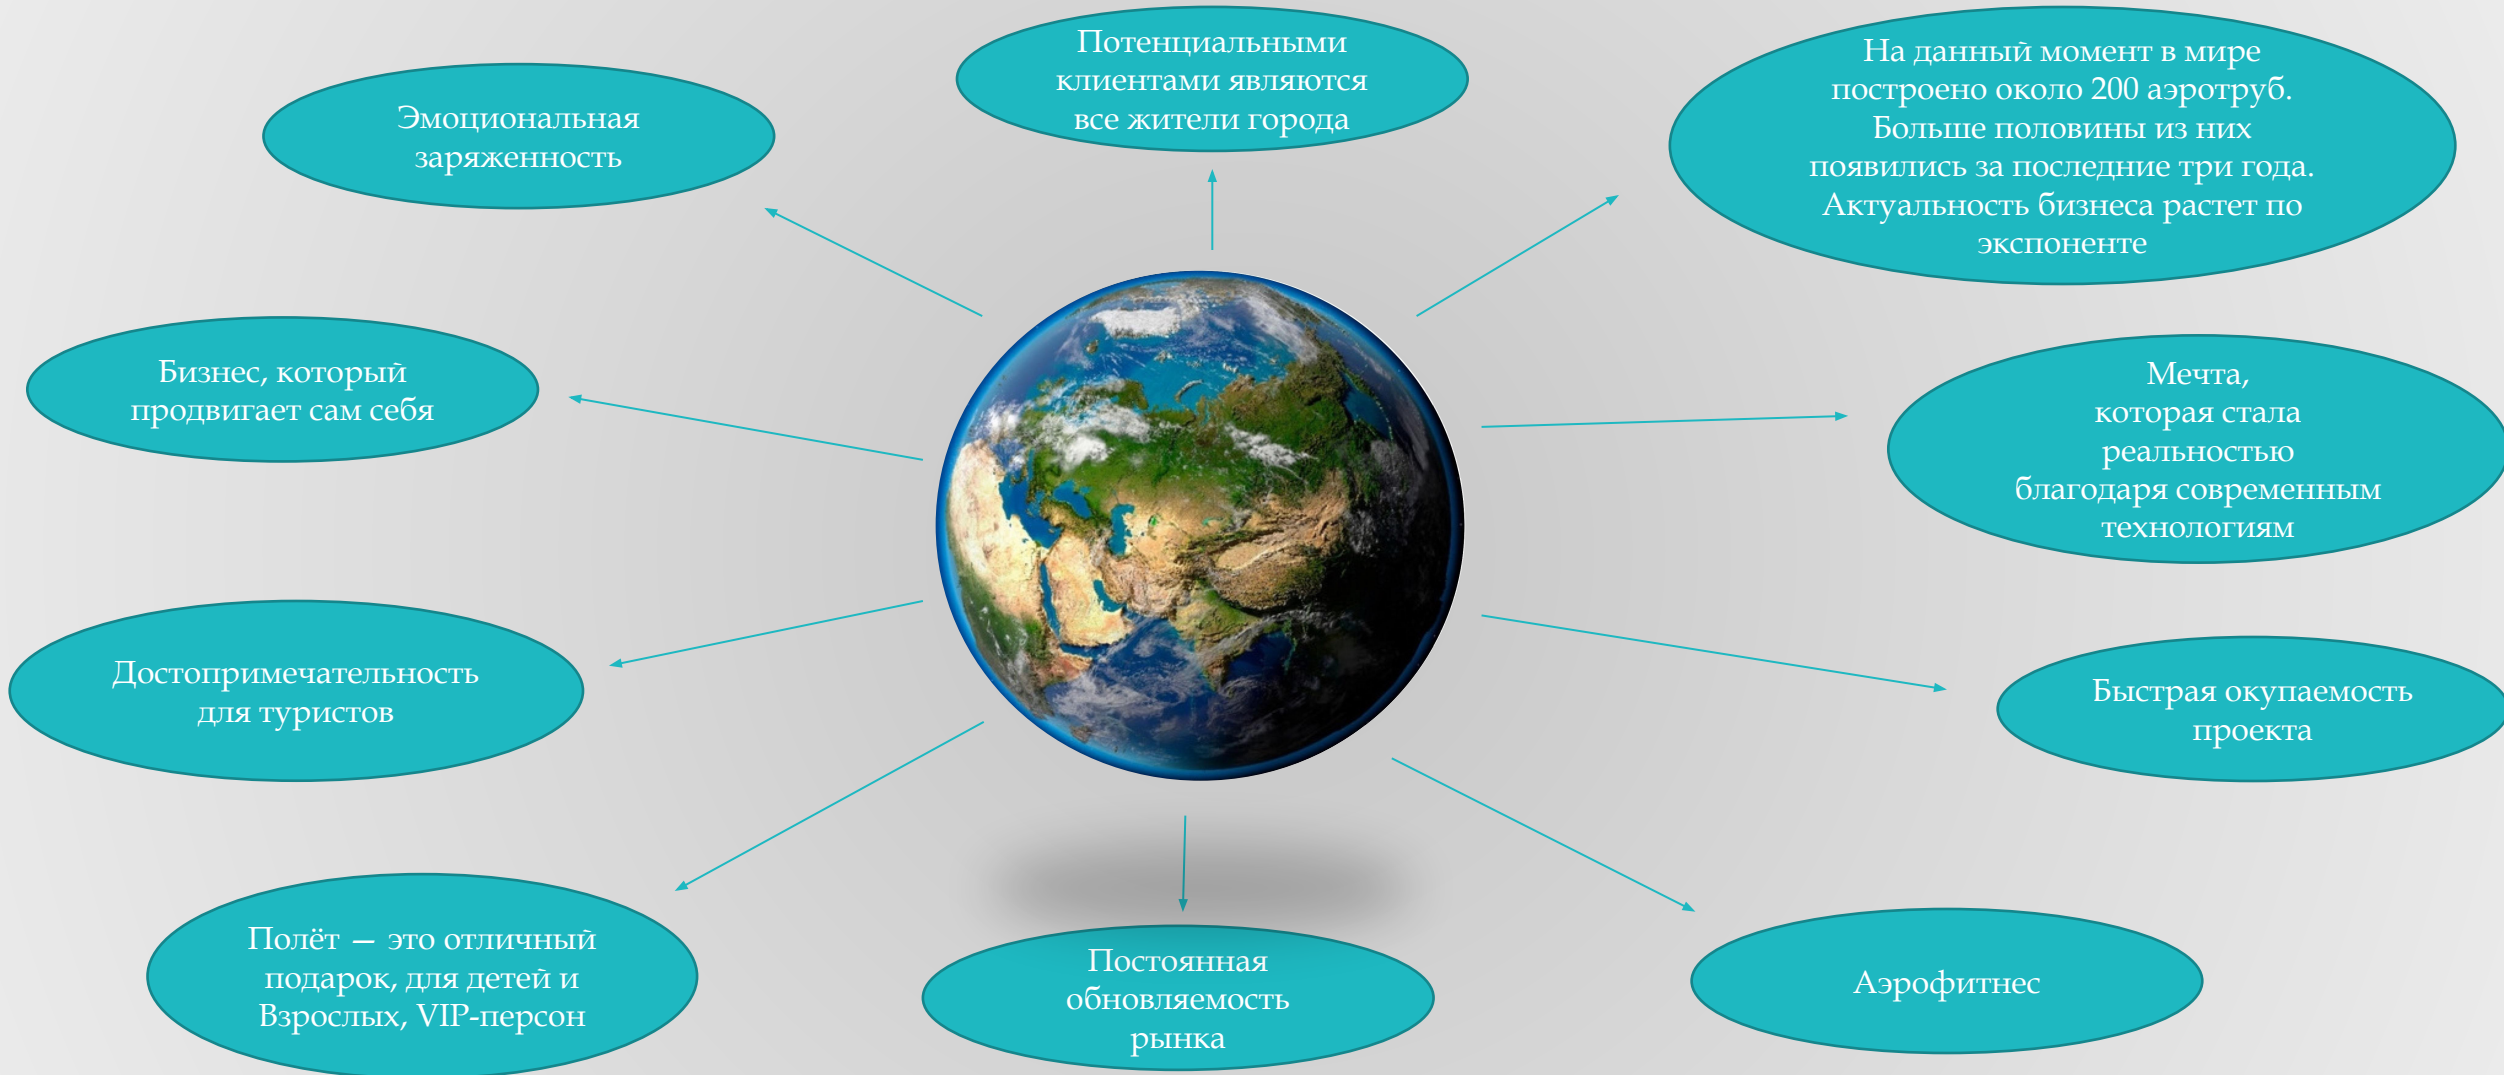 Потенциальными
клиентами являются
все жители города
На данный момент в мире
построено около 200 аэротруб.
Больше половины из них
появились за последние три года.
Актуальность бизнеса растет по
экспоненте
Эмоциональная
заряженность
Мечта,
которая стала
реальностью
благодаря современным
технологиям
Бизнес, который
продвигает сам себя
Достопримечательность
для туристов
Быстрая окупаемость
проекта
Полёт — это отличный
подарок, для детей и
Взрослых, VIP-персон
Постоянная
обновляемость
рынка
Аэрофитнес